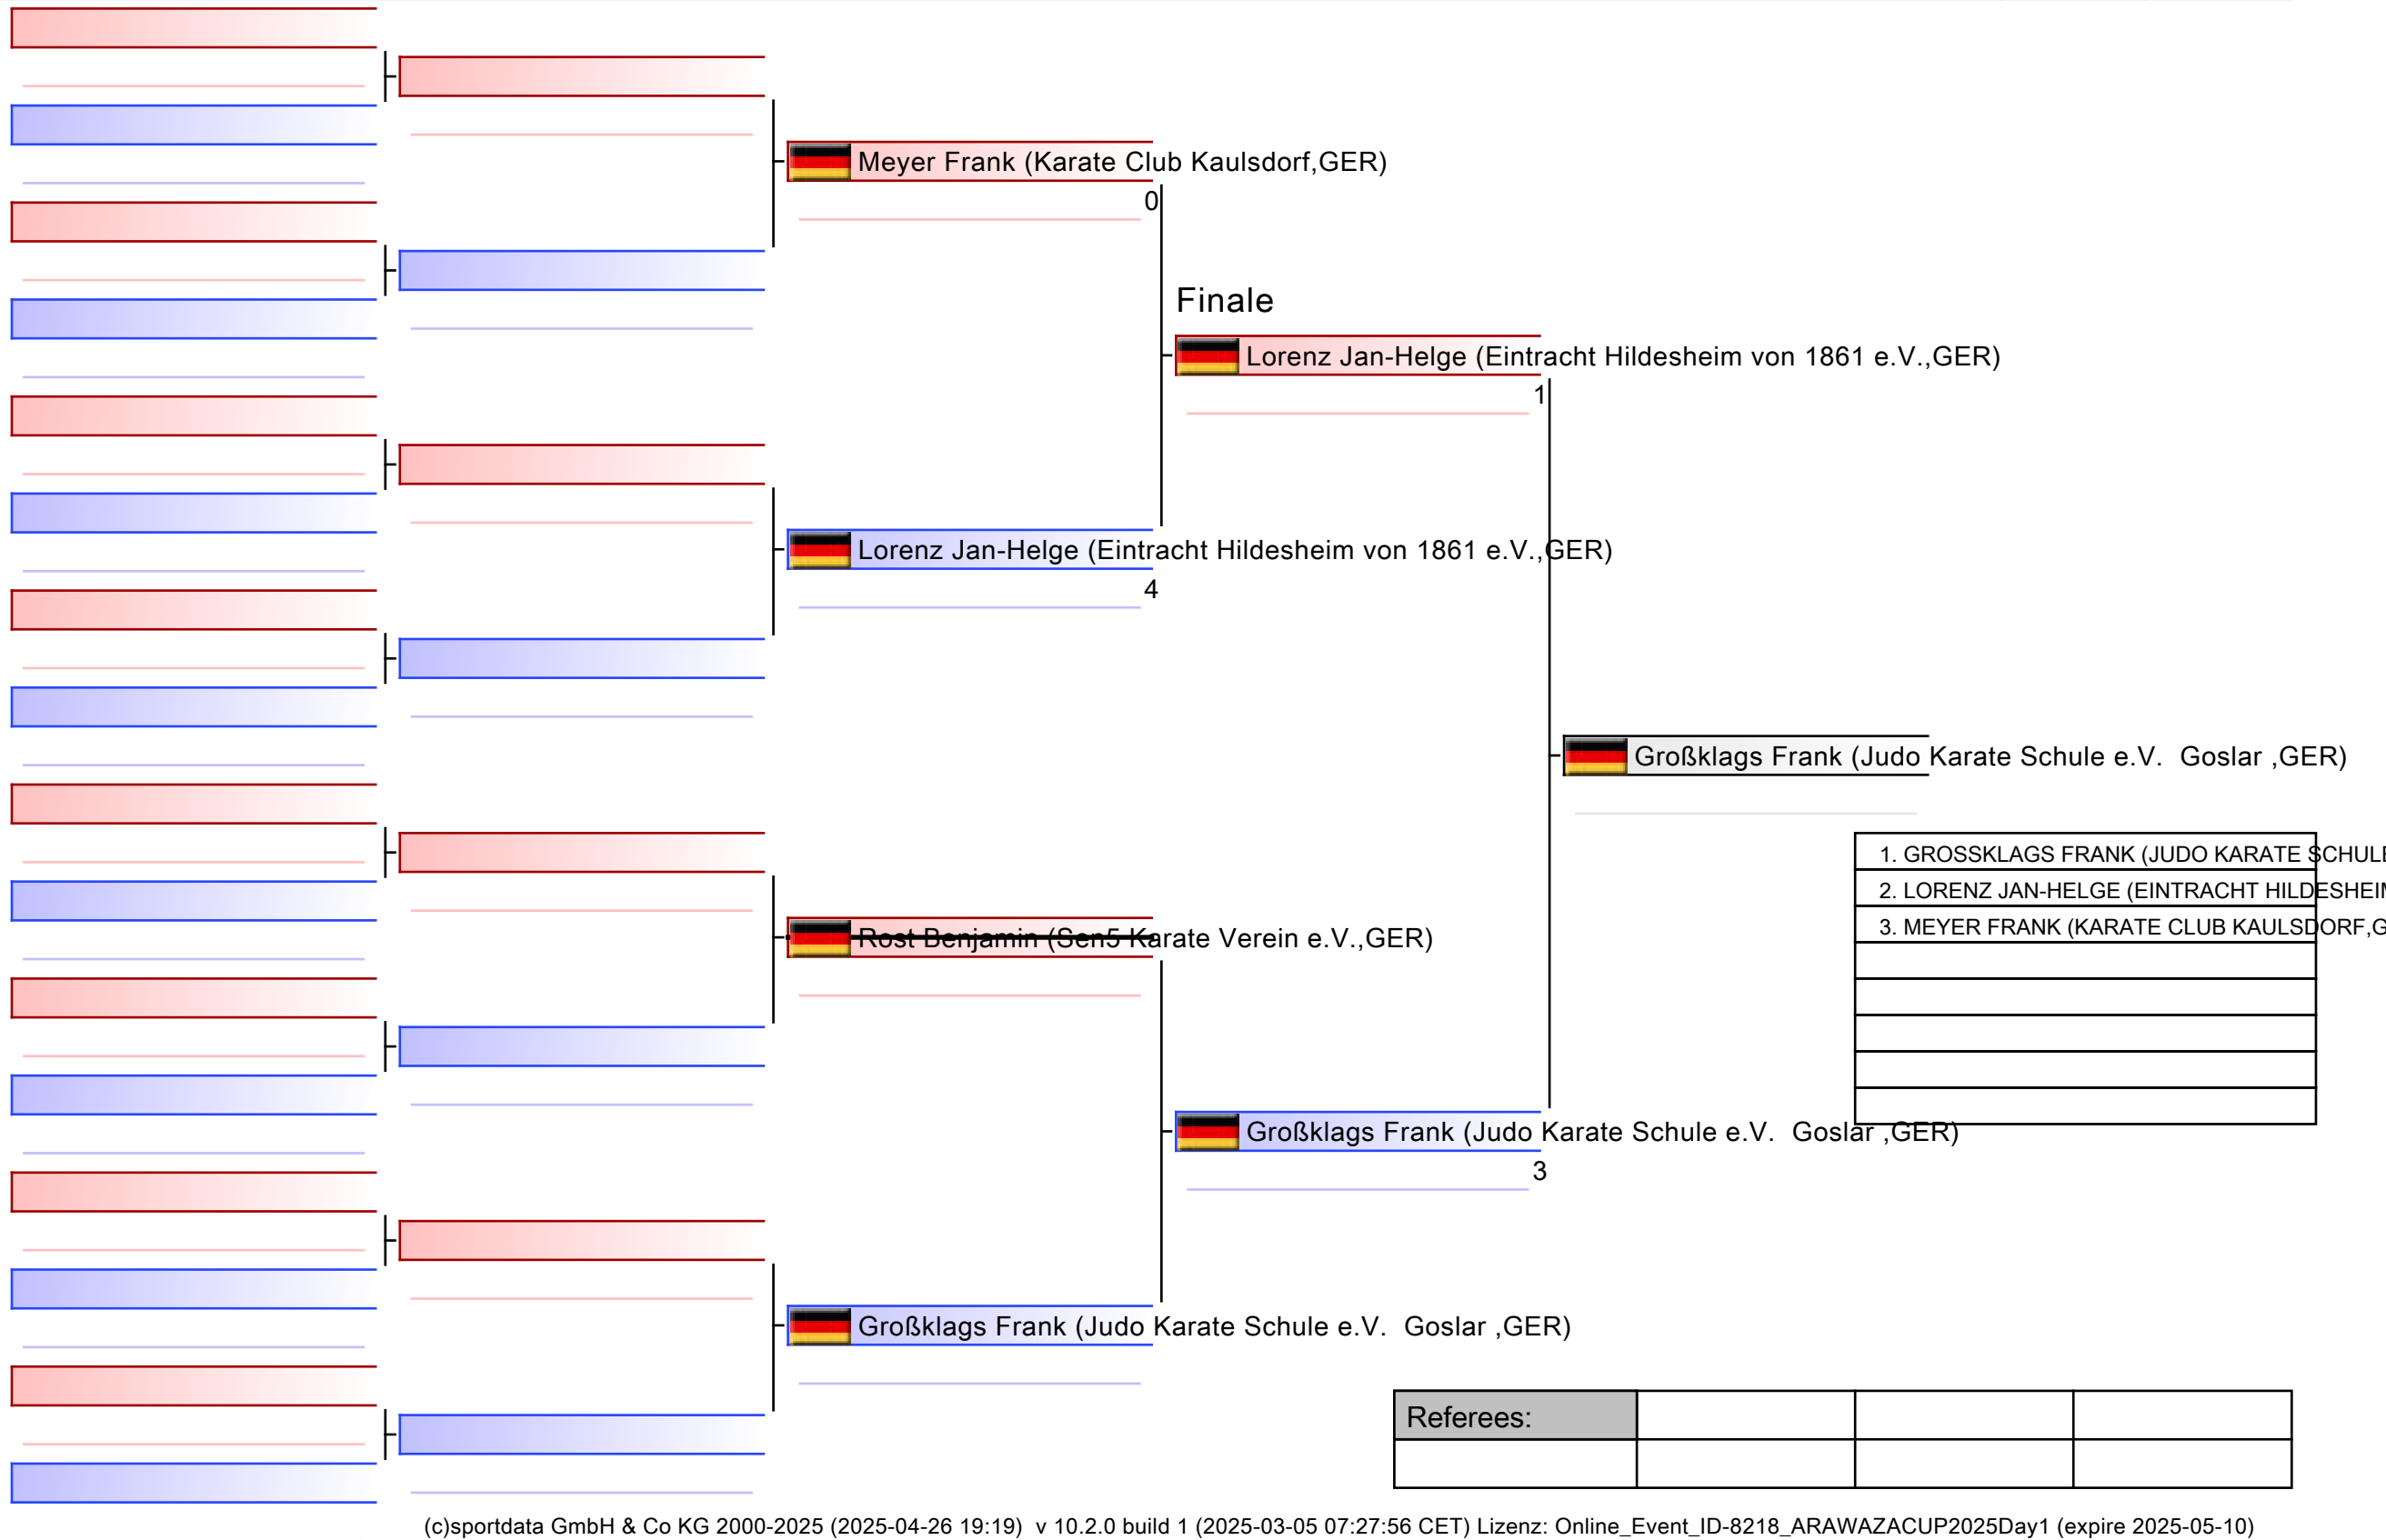 Meyer Frank (Karate Club Kaulsdorf,GER)
0
Finale
Lorenz Jan-Helge (Eintracht Hildesheim von 1861 e.V.,GER)
1
Lorenz Jan-Helge (Eintracht Hildesheim von 1861 e.V.,GER)
4
Großklags Frank (Judo Karate Schule e.V.  Goslar ,GER)
1. GROSSKLAGS FRANK (JUDO KARATE SCHULE
2. LORENZ JAN-HELGE (EINTRACHT HILDESHEIM
3. MEYER FRANK (KARATE CLUB KAULSDORF,G
Rost Benjamin (Sen5 Karate Verein e.V.,GER)
Großklags Frank (Judo Karate Schule e.V.  Goslar ,GER)
3
Großklags Frank (Judo Karate Schule e.V.  Goslar ,GER)
Referees:
(c)sportdata GmbH & Co KG 2000-2025 (2025-04-26 19:19)  v 10.2.0 build 1 (2025-03-05 07:27:56 CET) Lizenz: Online_Event_ID-8218_ARAWAZACUP2025Day1 (expire 2025-05-10)